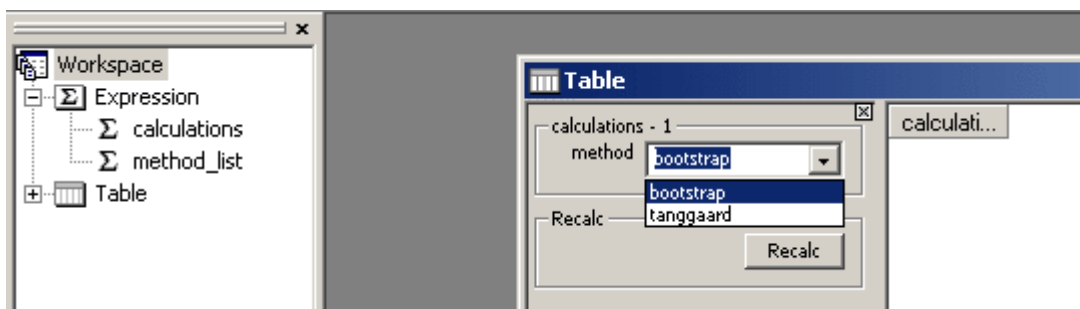 Workspace
Expression
calculations
method_list
Table
Table
calculations - 1
method
bootstrap
bootstrap
tanggaard
Recalc
Recalc
calculati...